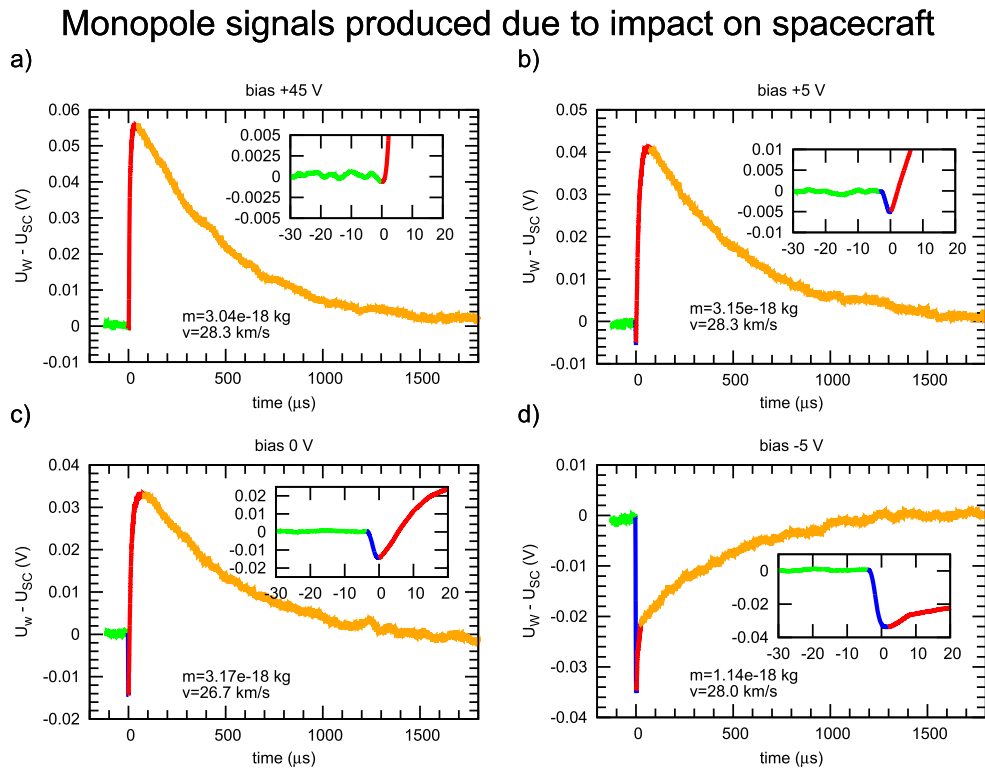 Monopole signals produced due to impact on spacecraft
a)
bias +45 V
0.06
0.05
0.04
0.03
0.02
0.01
0
-0.01
U_W - U_SC (V)
0.005
0.0025
0
-0.0025
-0.005
-30 -20 -10 0 10 20
m=3.04e-18 kg
v=28.3 km/s
0 500 1000 1500
time (μs)
b)
bias +5 V
0.05
0.04
0.03
0.02
0.01
0
-0.01
U_W - U_SC (V)
0.01
0.005
0
-0.005
-0.01
-30 -20 -10 0 10 20
m=3.15e-18 kg
v=28.3 km/s
0 500 1000 1500
time (μs)
c)
bias 0 V
0.04
0.03
0.02
0.01
0
-0.01
-0.02
U_w - U_SC (V)
0.02
0.01
0
-0.01
-0.02
-30 -20 -10 0 10 20
m=3.17e-18 kg
v=26.7 km/s
0 500 1000 1500
time (μs)
d)
bias -5 V
0.01
0
-0.01
-0.02
-0.03
-0.04
U_W - U_SC (V)
0
-0.02
-0.04
-30 -20 -10 0 10 20
m=1.14e-18 kg
v=28.0 km/s
0 500 1000 1500
time (μs)